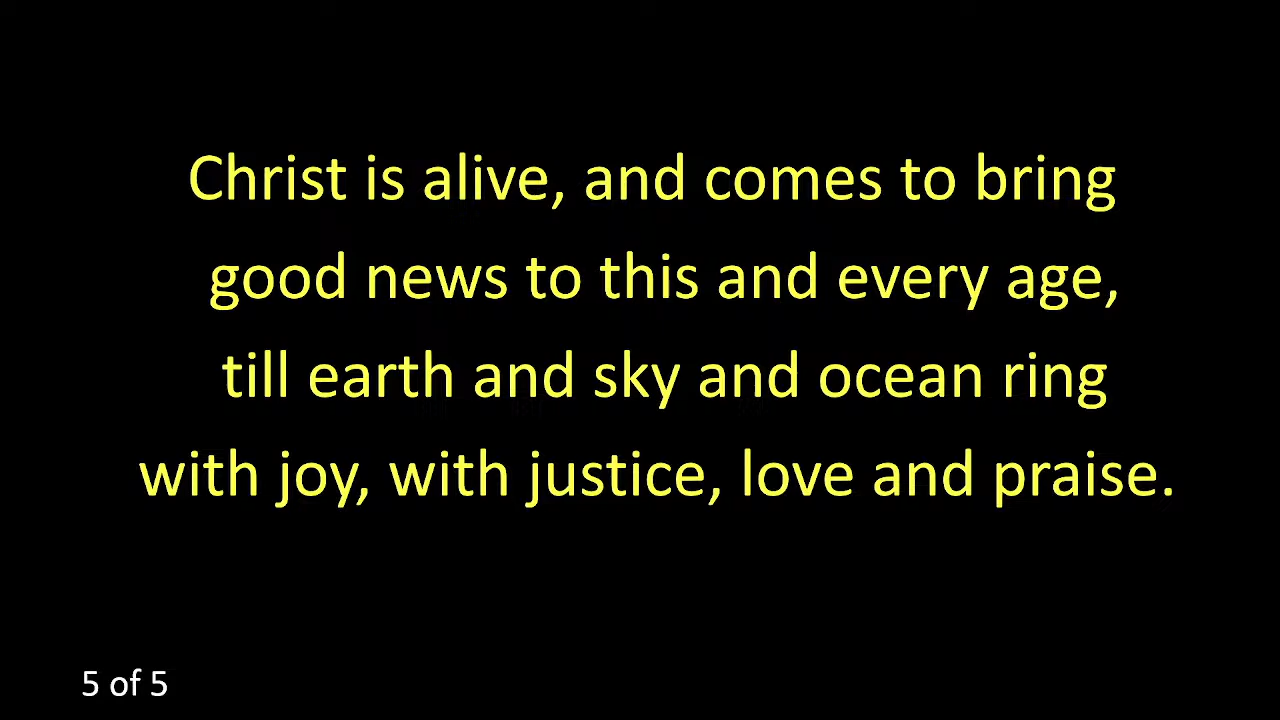 Christ is alive, and comes to bring
good news to this and every age,
till earth and sky and ocean ring
with joy, with justice, love and praise.
5 of 5